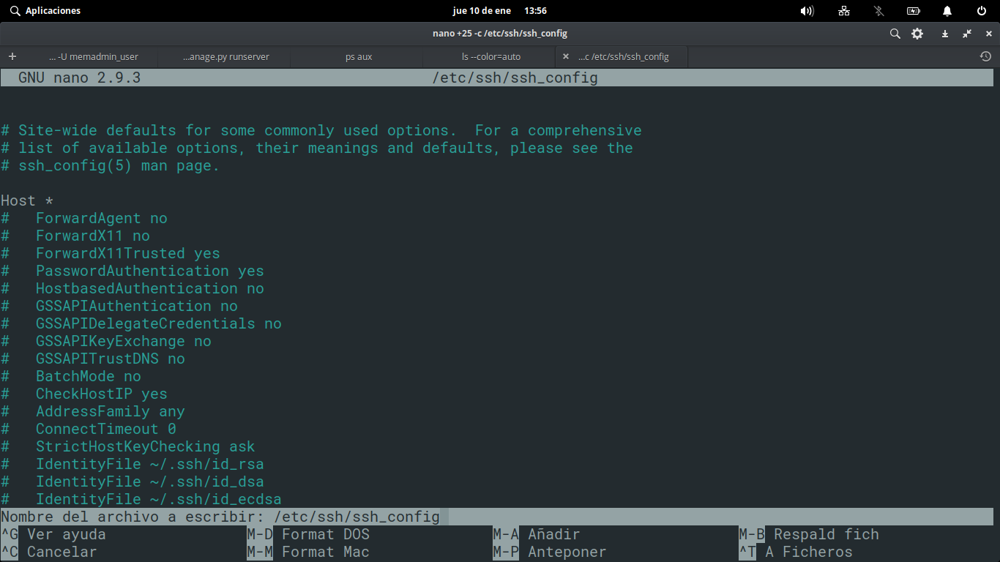 Aplicaciones jue 10 de ene 13:56
nano +25 -c /etc/ssh/ssh_config
+ ... -U memadmin_user ...anage.py runserver ps aux ls --color=auto × ...c /etc/ssh/ssh_config
GNU nano 2.9.3 /etc/ssh/ssh_config
# Site-wide defaults for some commonly used options.  For a comprehensive
# list of available options, their meanings and defaults, please see the
# ssh_config(5) man page.
Host *
#   ForwardAgent no
#   ForwardX11 no
#   ForwardX11Trusted yes
#   PasswordAuthentication yes
#   HostbasedAuthentication no
#   GSSAPIAuthentication no
#   GSSAPIDelegateCredentials no
#   GSSAPIKeyExchange no
#   GSSAPITrustDNS no
#   BatchMode no
#   CheckHostIP yes
#   AddressFamily any
#   ConnectTimeout 0
#   StrictHostKeyChecking ask
#   IdentityFile ~/.ssh/id_rsa
#   IdentityFile ~/.ssh/id_dsa
#   IdentityFile ~/.ssh/id_ecdsa
Nombre del archivo a escribir: /etc/ssh/ssh_config
^G Ver ayuda M-D Format DOS M-A Añadir M-B Respald fich
^C Cancelar M-M Format Mac M-P Anteponer ^T A Ficheros